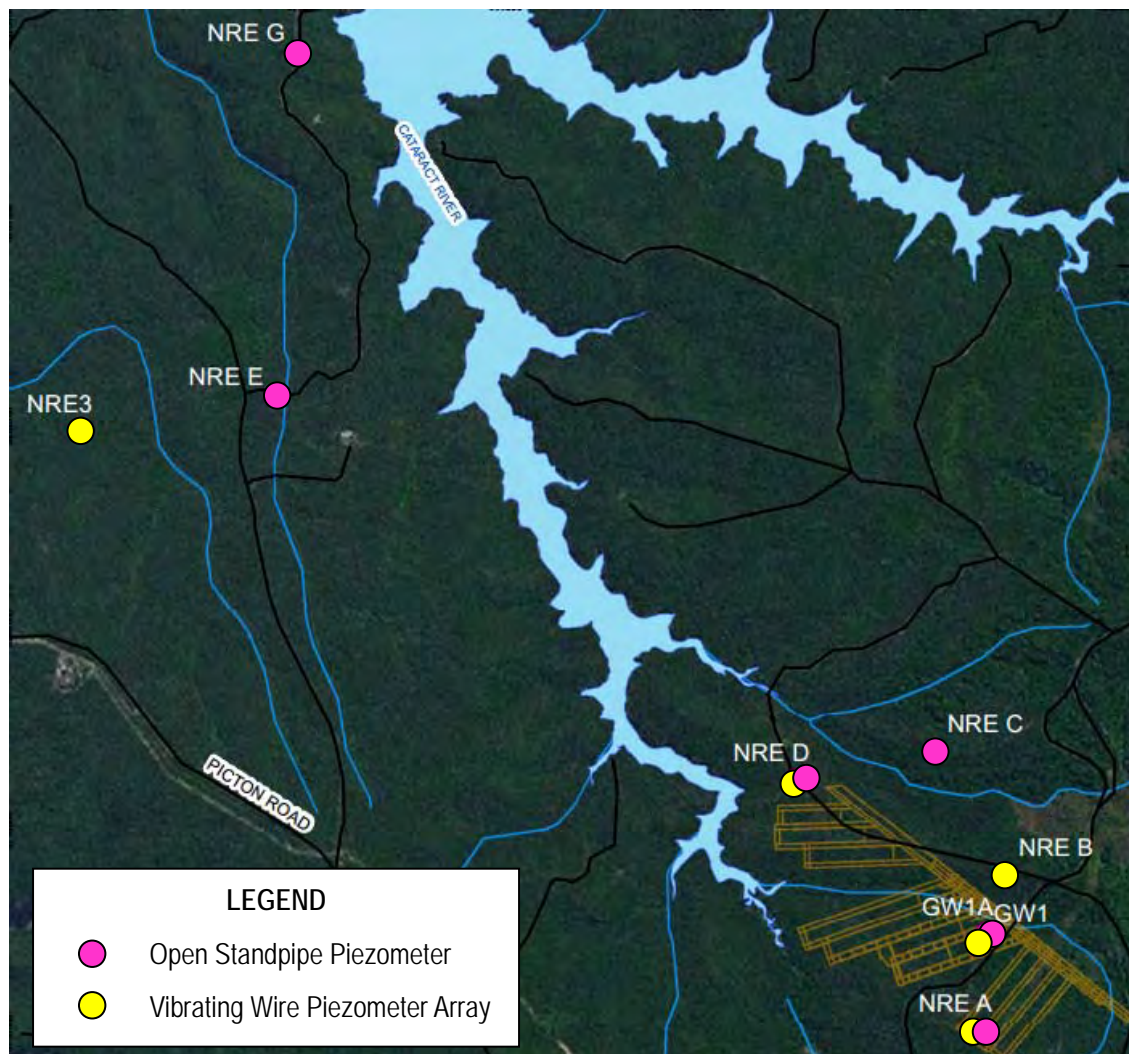 NRE G
CATARACT RIVER
NRE E
NRE3
NRE C
NRE D
PICTON ROAD
NRE B
GW1A
GW1
NRE A
LEGEND
Open Standpipe Piezometer
Vibrating Wire Piezometer Array